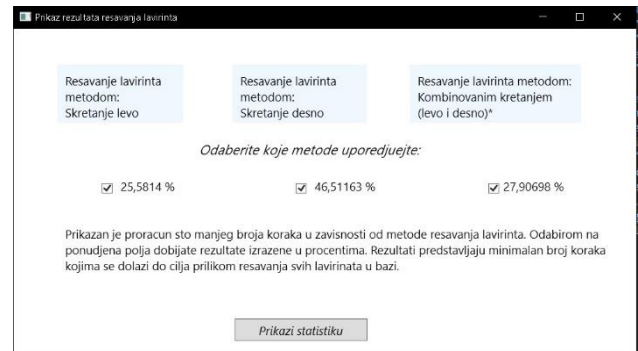 Prikaz rezultata resavanja lavirinta
Resavanje lavirinta
metodom:
Skretanje levo
Resavanje lavirinta
metodom:
Skretanje desno
Resavanje lavirinta metodom:
Kombinovanim kretanjem
(levo i desno)*
Odaberite koje metode uporedjuejte:
25,5814 %
46,51163 %
27,90698 %
Prikazan je proracun sto manjeg broja koraka u zavisnosti od metode resavanja lavirinta. Odabirom na
ponudjena polja dobijate rezultate izrazene u procentima. Rezultati predstavljaju minimalan broj koraka
kojima se dolazi do cilja prilikom resavanja svih lavirinata u bazi.
Prikazi statistiku